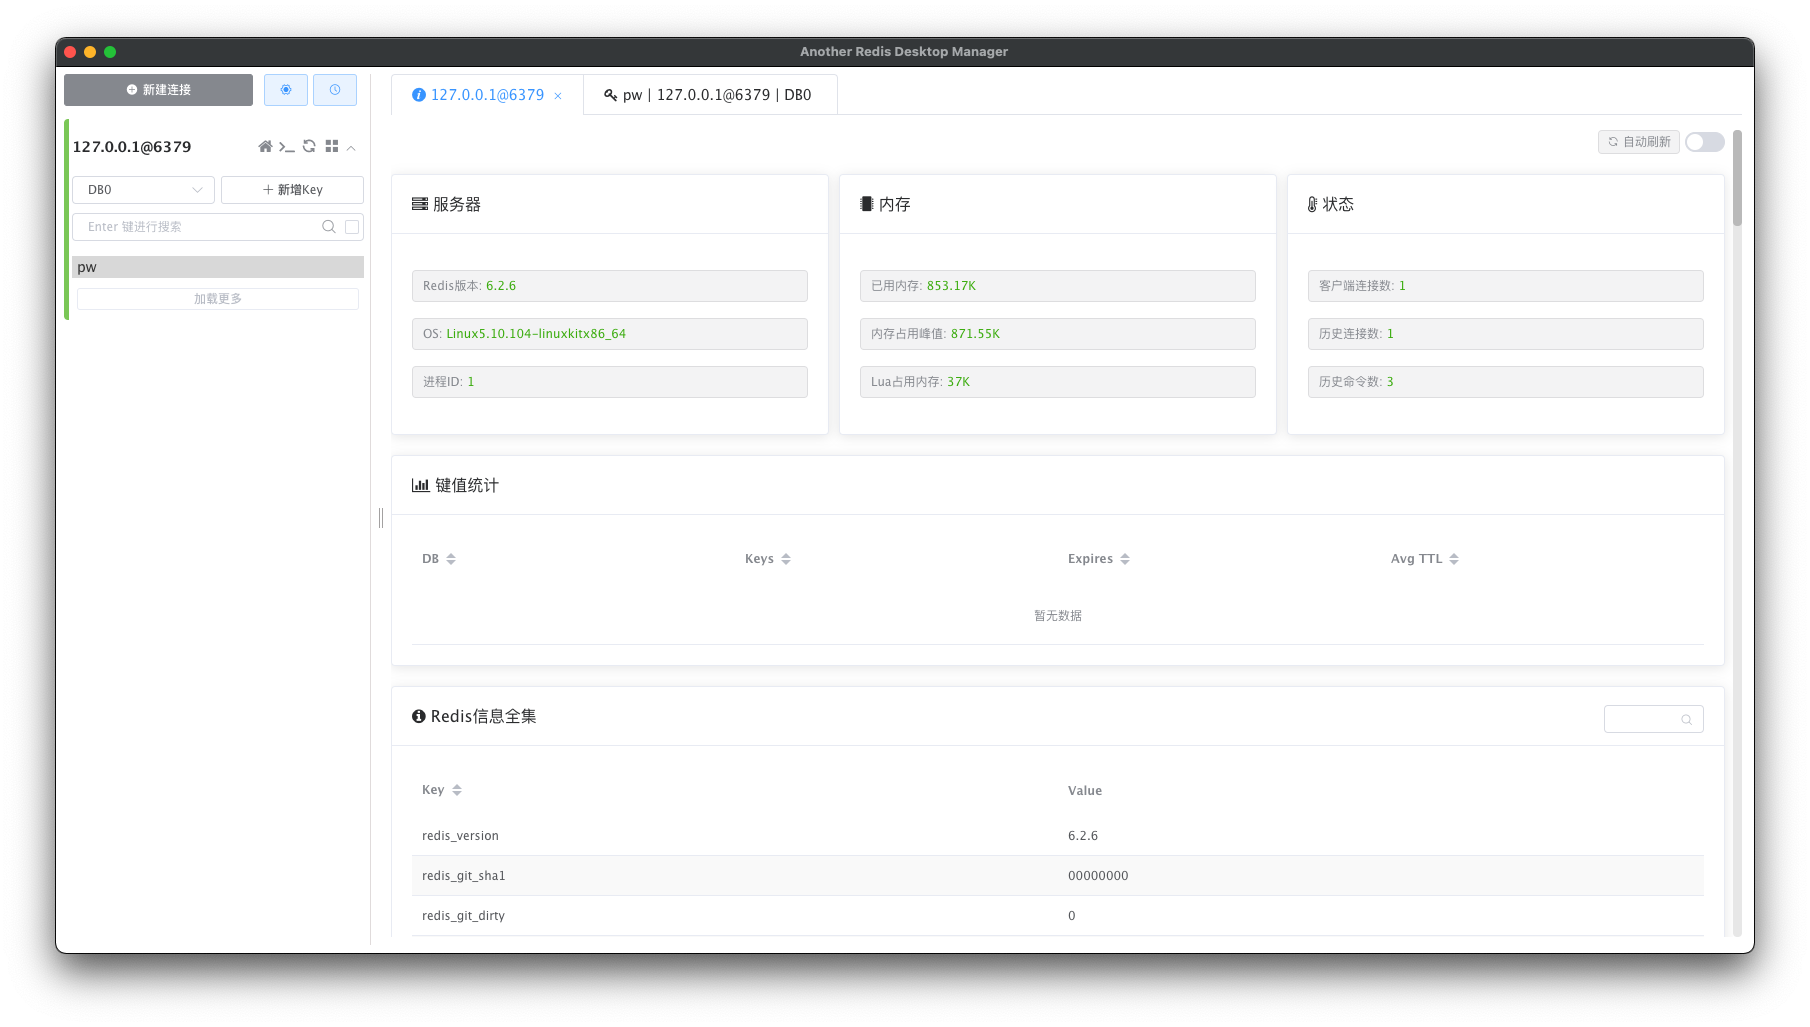 Another Redis Desktop Manager
新建连接
127.0.0.1@6379
DB0
新增Key
Enter 键进行搜索
pw
加载更多
127.0.0.1@6379
pw | 127.0.0.1@6379 | DB0
自动刷新
服务器
Redis版本: 6.2.6
OS: Linux5.10.104-linuxkitx86_64
进程ID: 1
内存
已用内存: 853.17K
内存占用峰值: 871.55K
Lua占用内存: 37K
状态
客户端连接数: 1
历史连接数: 1
历史命令数: 3
键值统计
DB Keys Expires Avg TTL
暂无数据
Redis信息全集
Key Value
redis_version 6.2.6
redis_git_sha1 00000000
redis_git_dirty 0